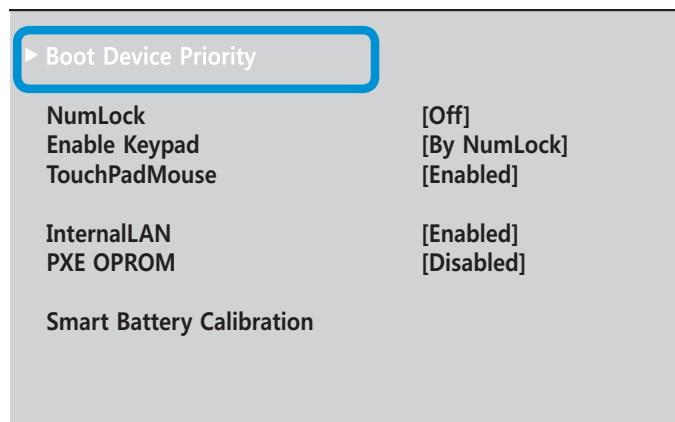 ▶ Boot Device Priority
NumLock [Off]
Enable Keypad [By NumLock]
TouchPadMouse [Enabled]
InternalLAN [Enabled]
PXE OPROM [Disabled]
Smart Battery Calibration